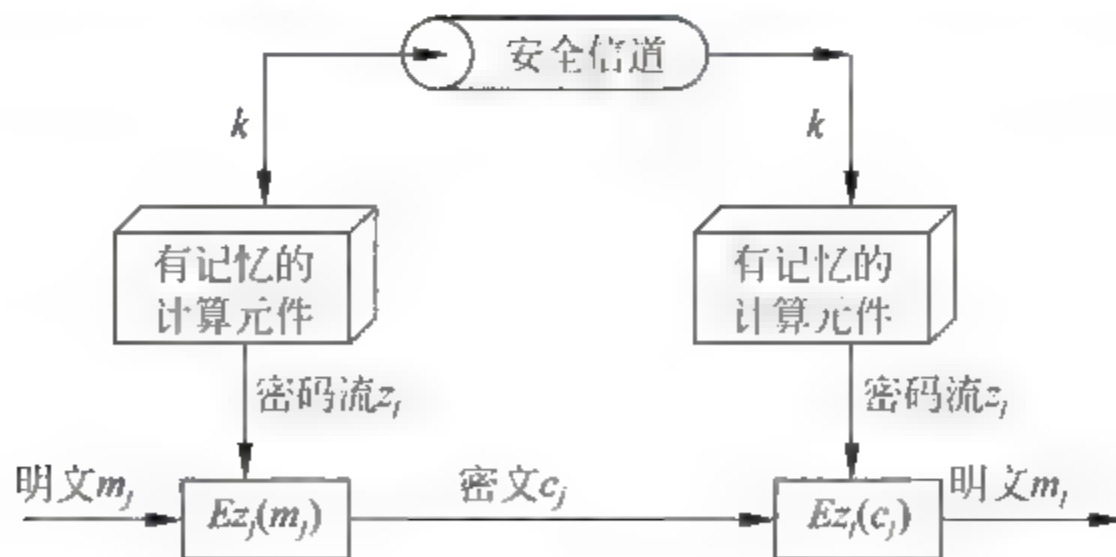 安全信道
k
k
有记忆的
计算元件
有记忆的
计算元件
密码流z_j
密码流z_j
明文m_j
Ez_j(m_j)
密文c_j
Ez_j(c_j)
明文m_j